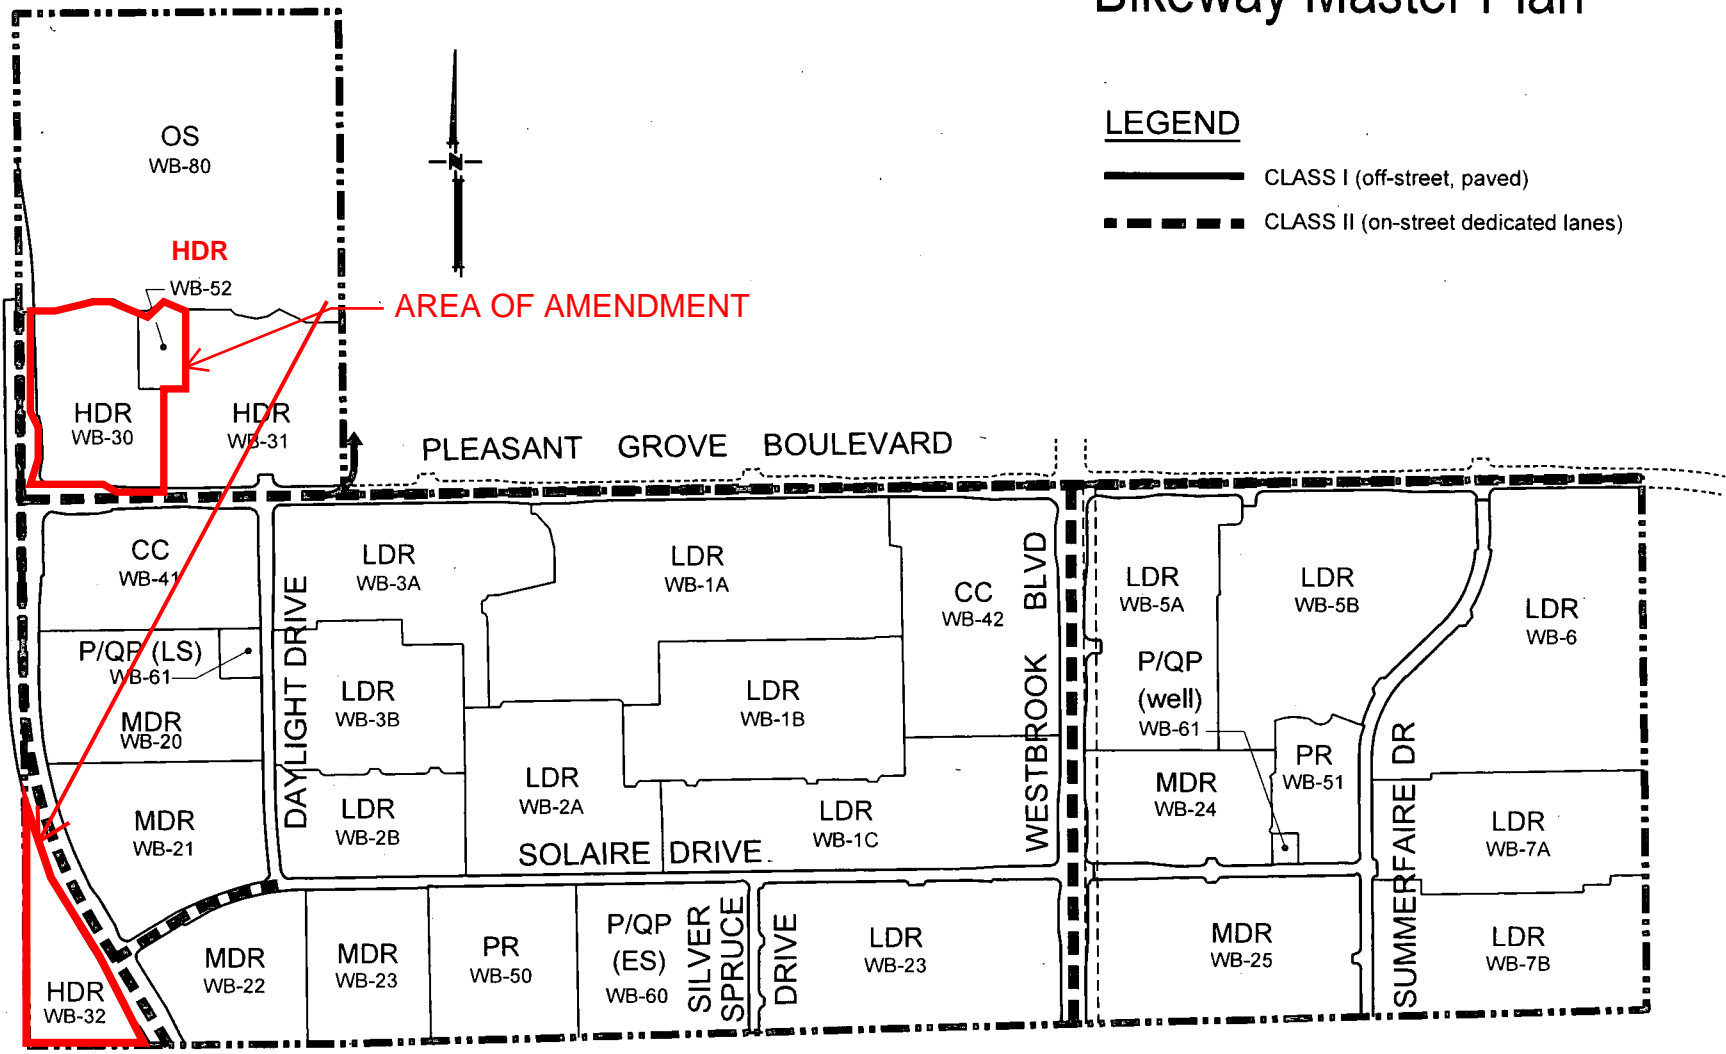 Bikeway Master Plan
LEGEND
CLASS I (off-street, paved)
CLASS II (on-street dedicated lanes)
N
OS
WB-80
HDR
WB-52
AREA OF AMENDMENT
HDR
WB-30
HDR
WB-31
PLEASANT GROVE BOULEVARD
CC
WB-41
P/QP (LS)
WB-61
MDR
WB-20
MDR
WB-21
DAYLIGHT DRIVE
LDR
WB-3A
LDR
WB-3B
LDR
WB-2B
LDR
WB-1A
LDR
WB-1B
LDR
WB-2A
LDR
WB-1C
CC
WB-42
WESTBROOK BLVD
LDR
WB-5A
P/QP
(well)
WB-61
LDR
WB-5B
LDR
WB-6
MDR
WB-24
PR
WB-51
SUMMERFAIRE DR
LDR
WB-7A
LDR
WB-7B
SOLAIRE DRIVE
HDR
WB-32
MDR
WB-22
MDR
WB-23
PR
WB-50
P/QP
(ES)
WB-60
SILVER
SPRUCE
DRIVE
LDR
WB-23
MDR
WB-25